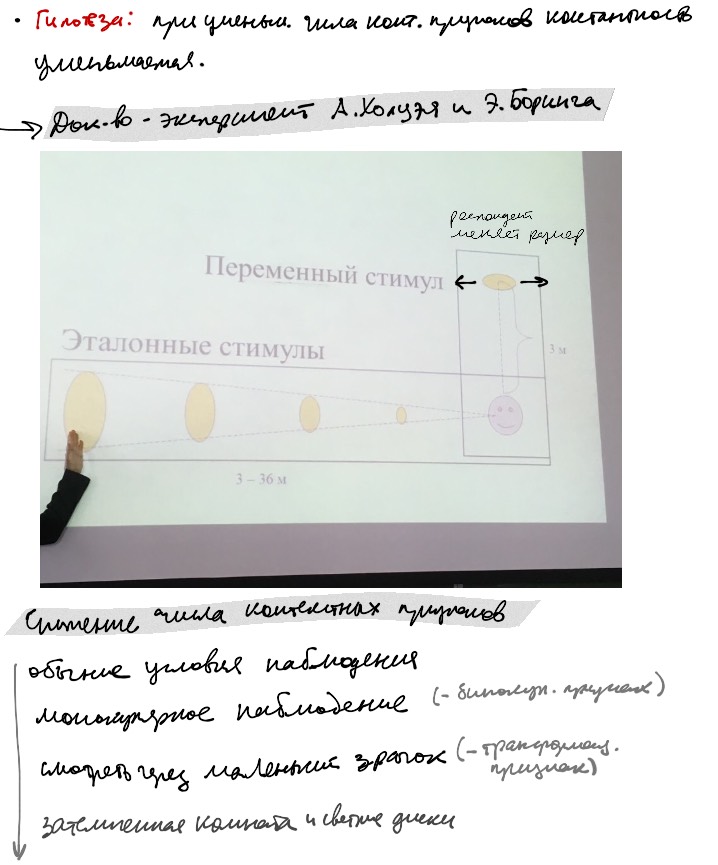 • Гипотеза: при уменьш. числа конт. признаков константность
уменьшается.
→ Док-во - эксперимент А.Холуэя и Э.Боринга
респондент
меняет размер
Переменный стимул
3 м
Эталонные стимулы
3 – 36 м
Снижение числа контекстных признаков
обычные условия наблюдения
монокулярное наблюдение (- бинокул. признак)
смотреть через маленький зрачок (- трансформац.
признак)
затемненная комната и светлые диски